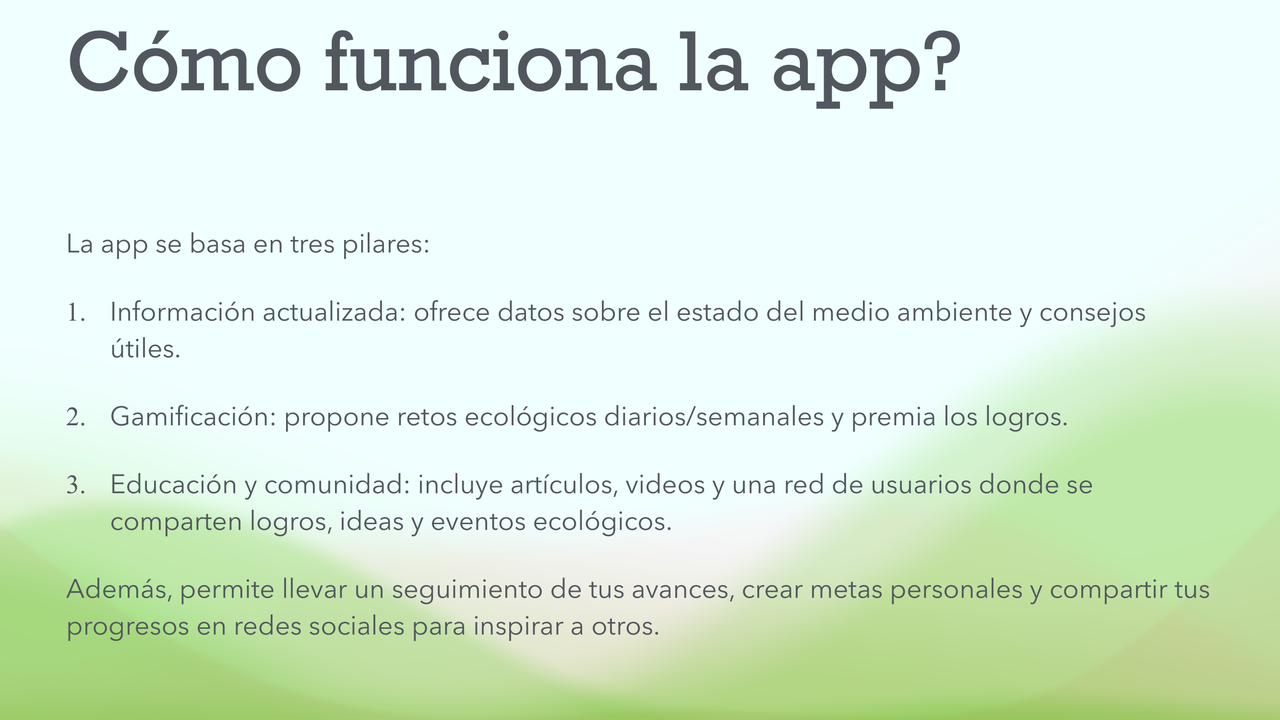 Cómo funciona la app?
La app se basa en tres pilares:
1. Información actualizada: ofrece datos sobre el estado del medio ambiente y consejos
útiles.
2. Gamificación: propone retos ecológicos diarios/semanales y premia los logros.
3. Educación y comunidad: incluye artículos, videos y una red de usuarios donde se
comparten logros, ideas y eventos ecológicos.
Además, permite llevar un seguimiento de tus avances, crear metas personales y compartir tus
progresos en redes sociales para inspirar a otros.